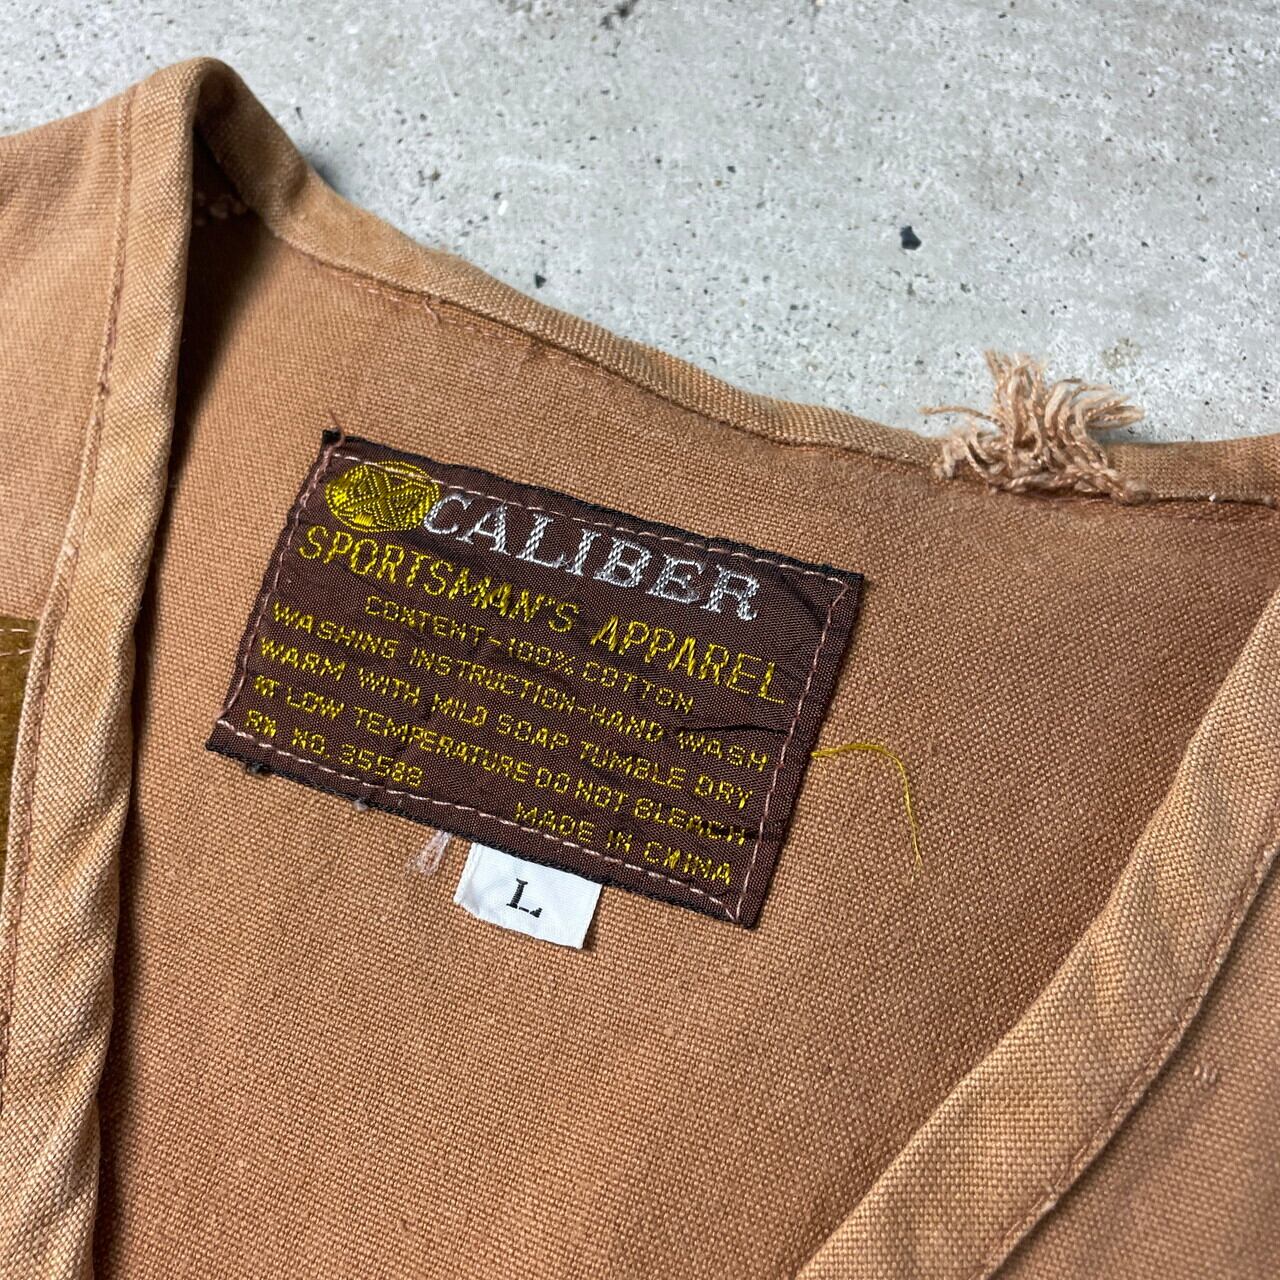 CALIBER
SPORTSMAN'S APPAREL
CONTENT-100% COTTON
WASHING INSTRUCTION-HAND WASH
WARM WITH MILD SOAP TUMBLE DRY
AT LOW TEMPERATURE DO NOT BLEACH
RN NO. 35588
MADE IN CHINA
L